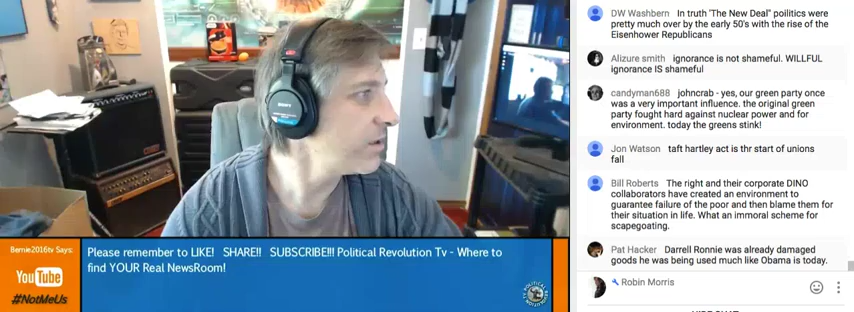 Bernie2016tv Says:
YouTube
#NotMeUs
Please remember to LIKE! SHARE!! SUBSCRIBE!!! Political Revolution Tv - Where to
find YOUR Real NewsRoom!
SONY
DW Washbern In truth "The New Deal" poilitics were
pretty much over by the early 50's with the rise of the
Eisenhower Republicans
Alizure smith ignorance is not shameful. WILLFUL
ignorance IS shameful
candyman688 johncrab - yes, our green party once
was a very important influence. the original green
party fought hard against nuclear power and for
environment. today the greens stink!
Jon Watson taft hartley act is thr start of unions
fall
Bill Roberts The right and their corporate DINO
collaborators have created an environment to
guarantee failure of the poor and then blame them for
their situation in life. What an immoral scheme for
scapegoating.
Pat Hacker Darrell Ronnie was already damaged
goods he was being used much like Obama is today.
Robin Morris